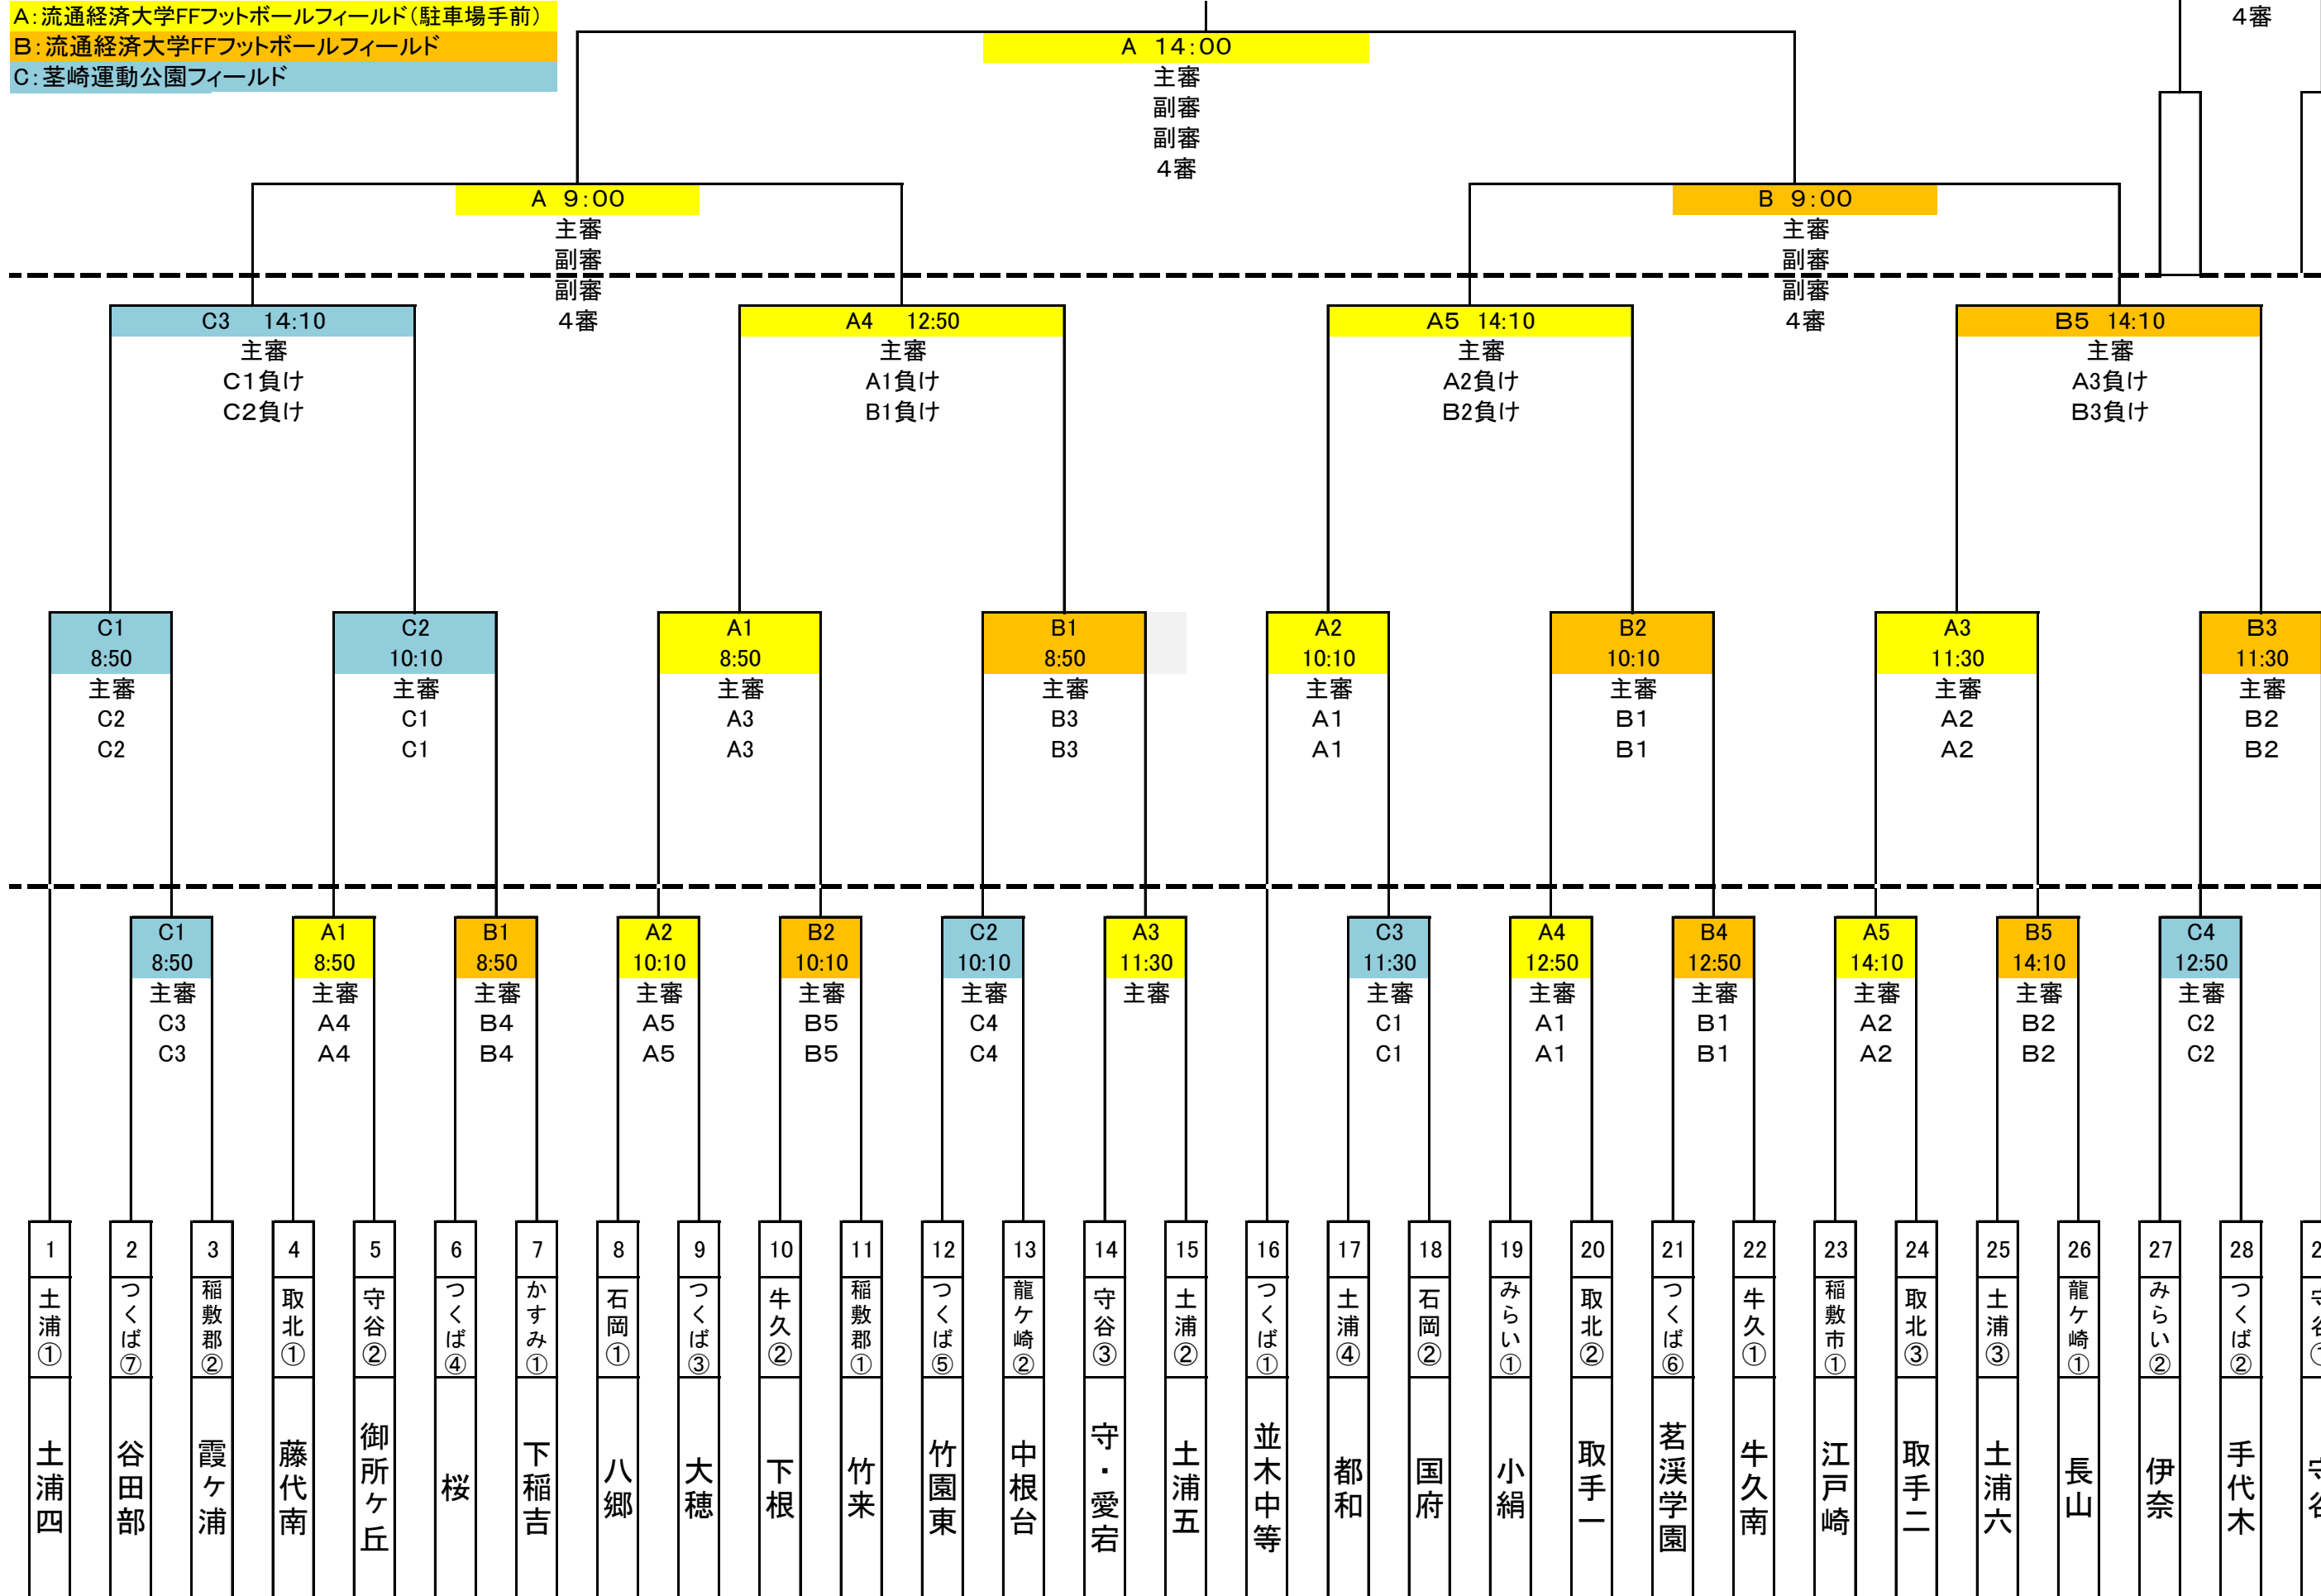 A:流通経済大学FFフットボールフィールド(駐車場手前)
B:流通経済大学FFフットボールフィールド
C:茎崎運動公園フィールド
4審
A 14:00
主審
副審
副審
4審
A 9:00
主審
副審
副審
4審
B 9:00
主審
副審
副審
4審
C3 14:10
主審
C1負け
C2負け
A4 12:50
主審
A1負け
B1負け
A5 14:10
主審
A2負け
B2負け
B5 14:10
主審
A3負け
B3負け
C1
8:50
主審
C2
C2
C2
10:10
主審
C1
C1
A1
8:50
主審
A3
A3
B1
8:50
主審
B3
B3
A2
10:10
主審
A1
A1
B2
10:10
主審
B1
B1
A3
11:30
主審
A2
A2
B3
11:30
主審
B2
B2
C1
8:50
主審
C3
C3
A1
8:50
主審
A4
A4
B1
8:50
主審
B4
B4
A2
10:10
主審
A5
A5
B2
10:10
主審
B5
B5
C2
10:10
主審
C4
C4
A3
11:30
主審
C3
11:30
主審
C1
C1
A4
12:50
主審
A1
A1
B4
12:50
主審
B1
B1
A5
14:10
主審
A2
A2
B5
14:10
主審
B2
B2
C4
12:50
主審
C2
C2
1
土浦①
土浦四
2
つくば⑦
谷田部
3
稲敷郡②
霞ヶ浦
4
取北①
藤代南
5
守谷②
御所ヶ丘
6
つくば④
桜
7
かすみ①
下稲吉
8
石岡①
八郷
9
つくば③
大穂
10
牛久②
下根
11
稲敷郡①
竹来
12
つくば⑤
竹園東
13
龍ケ崎②
中根台
14
守谷③
守・愛宕
15
土浦②
土浦五
16
つくば①
並木中等
17
土浦④
都和
18
石岡②
国府
19
みらい①
小絹
20
取北②
取手一
21
つくば⑥
茗溪学園
22
牛久①
牛久南
23
稲敷市①
江戸崎
24
取北③
取手二
25
土浦③
土浦六
26
龍ケ崎①
長山
27
みらい②
伊奈
28
つくば②
手代木